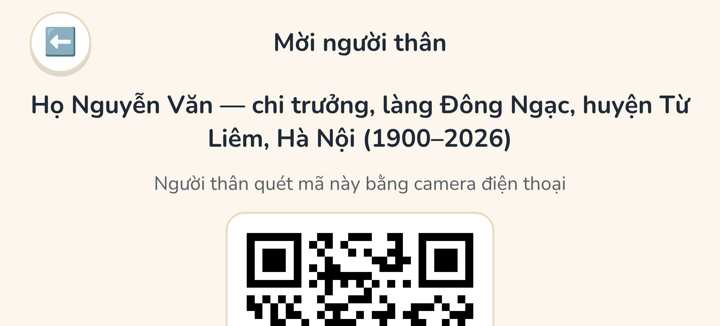 Mời người thân
Họ Nguyễn Văn — chi trưởng, làng Đông Ngạc, huyện Từ
Liêm, Hà Nội (1900–2026)
Người thân quét mã này bằng camera điện thoại